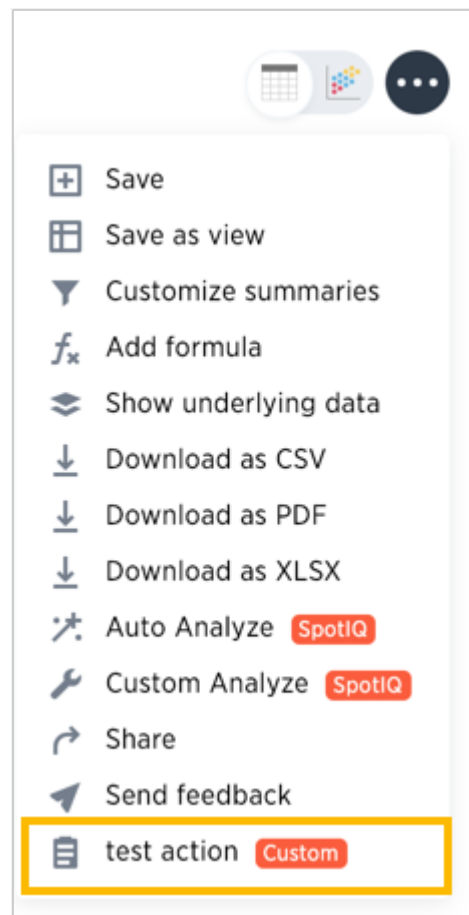 Save
Save as view
Customize summaries
fx Add formula
Show underlying data
Download as CSV
Download as PDF
Download as XLSX
Auto Analyze SpotIQ
Custom Analyze SpotIQ
Share
Send feedback
test action Custom